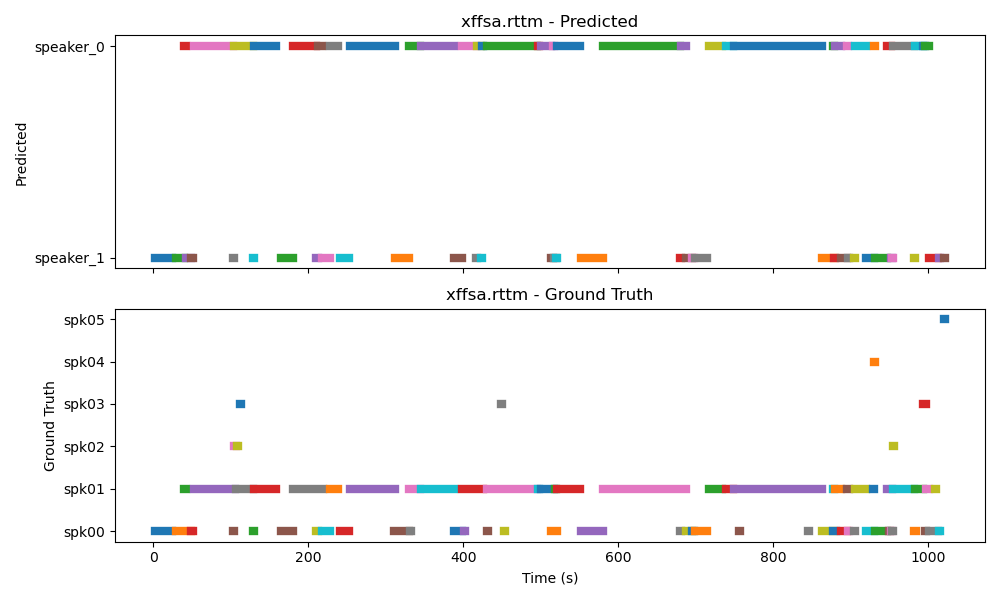 xffsa.rttm - Predicted
speaker_0
Predicted
speaker_1
xffsa.rttm - Ground Truth
spk05
spk04
spk03
Ground Truth
spk02
spk01
spk00
0 200 400 600 800 1000
Time (s)